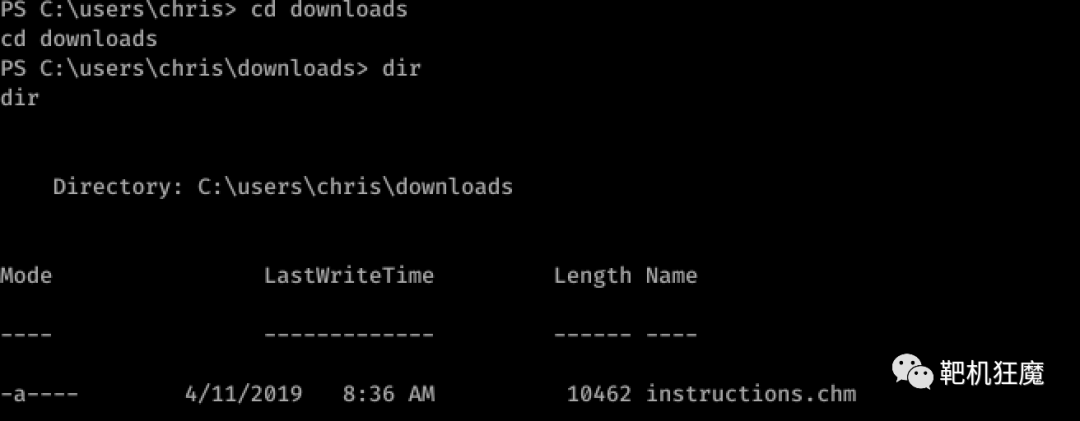 PS C:\users\chris> cd downloads
cd downloads
PS C:\users\chris\downloads> dir
dir
Directory: C:\users\chris\downloads
Mode LastWriteTime Length Name
---- ------------- ------ ----
-a---- 4/11/2019 8:36 AM 10462 instructions.chm
靶机狂魔